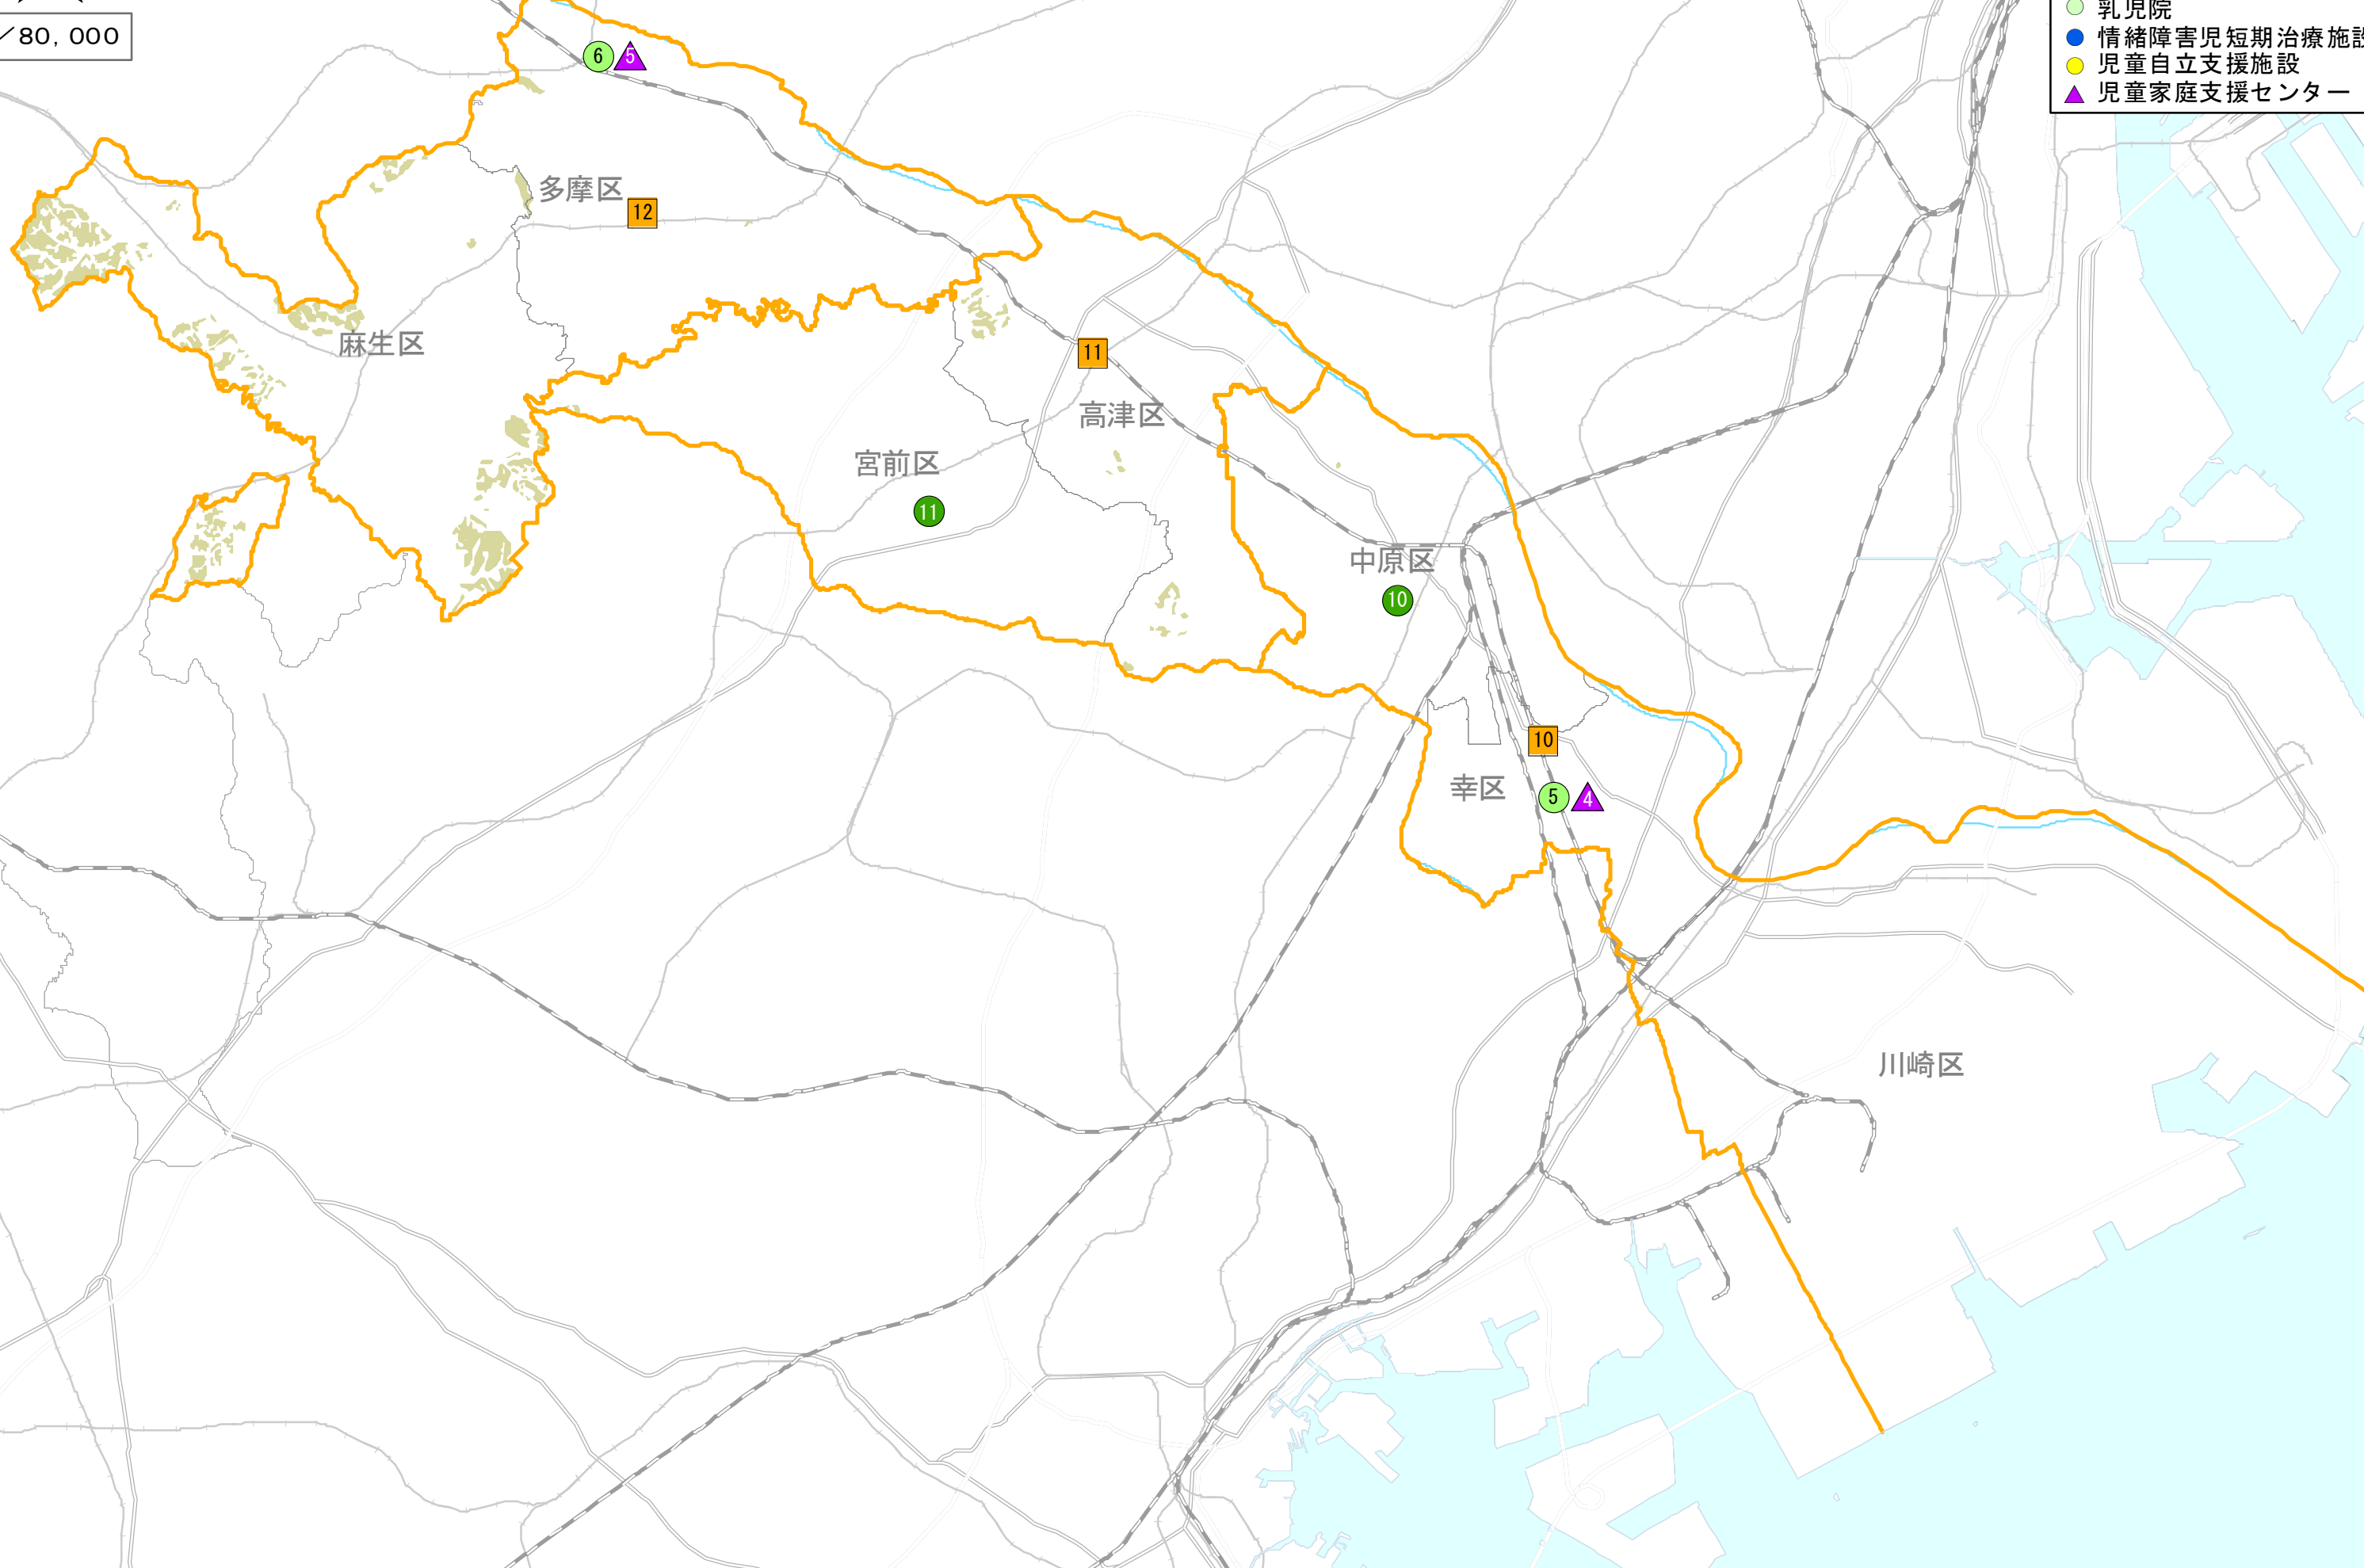 ／80, 000
乳児院
情緒障害児短期治療施設
児童自立支援施設
児童家庭支援センター
6
5
多摩区
12
麻生区
11
高津区
宮前区
11
中原区
10
10
幸区
5
4
川崎区